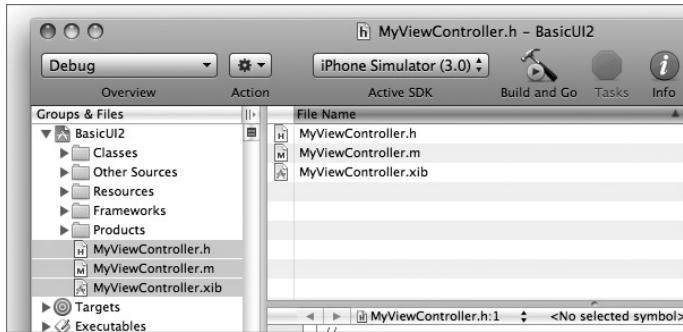 MyViewController.h – BasicUI2
Debug
iPhone Simulator (3.0)
Overview Action Active SDK Build and Go Tasks Info
Groups & Files
File Name
BasicUI2
MyViewController.h
Classes
MyViewController.m
Other Sources
MyViewController.xib
Resources
Frameworks
Products
MyViewController.h
MyViewController.m
MyViewController.xib
Targets
MyViewController.h:1 <No selected symbol>
Executables
//